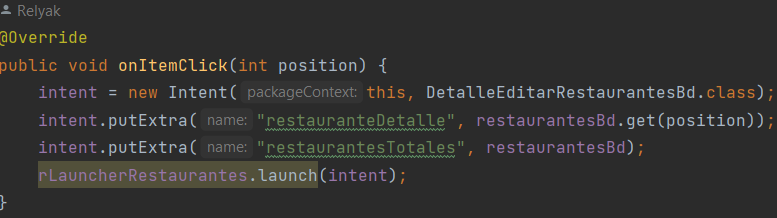 Relyak
@Override
public void onItemClick(int position) {
intent = new Intent( packageContext: this, DetalleEditarRestaurantesBd.class);
intent.putExtra( name: "restauranteDetalle", restaurantesBd.get(position));
intent.putExtra( name: "restaurantesTotales", restaurantesBd);
rLauncherRestaurantes.launch(intent);
}